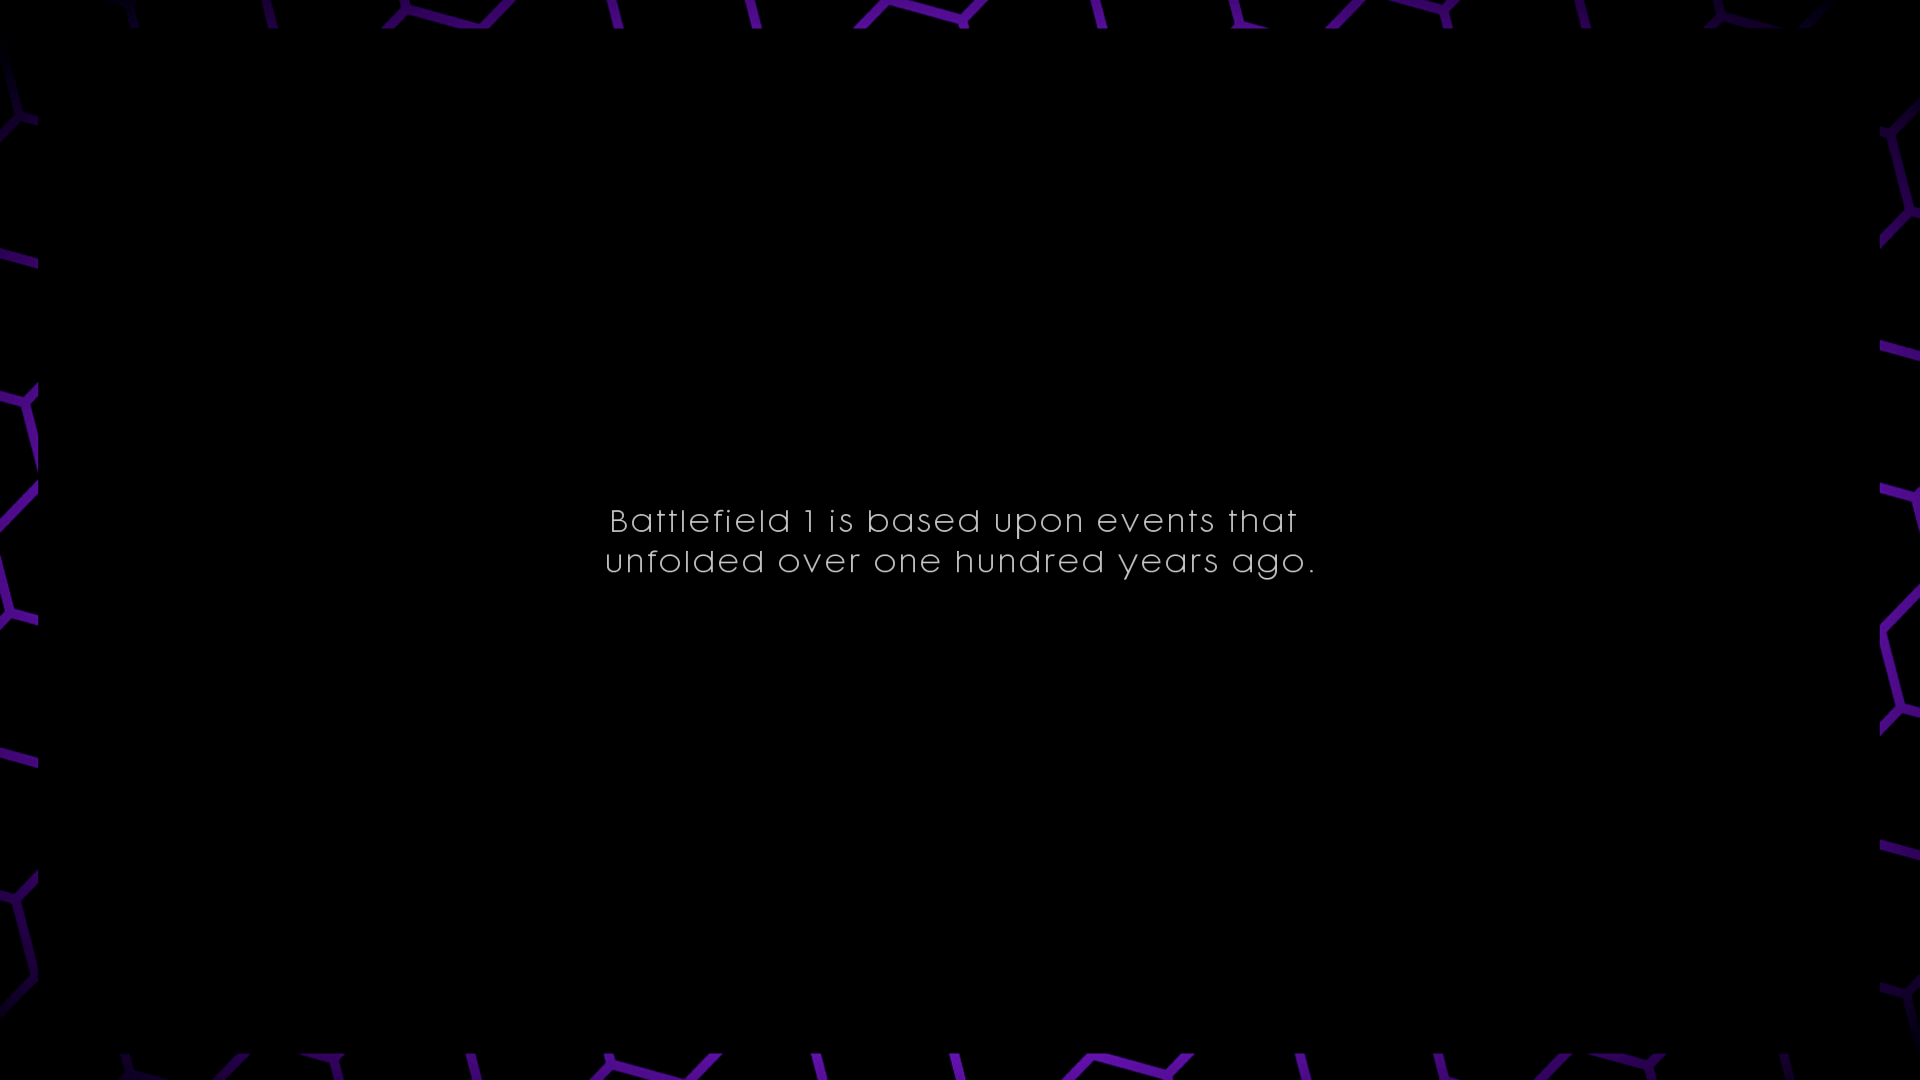 Battlefield 1 is based upon events that
unfolded over one hundred years ago.